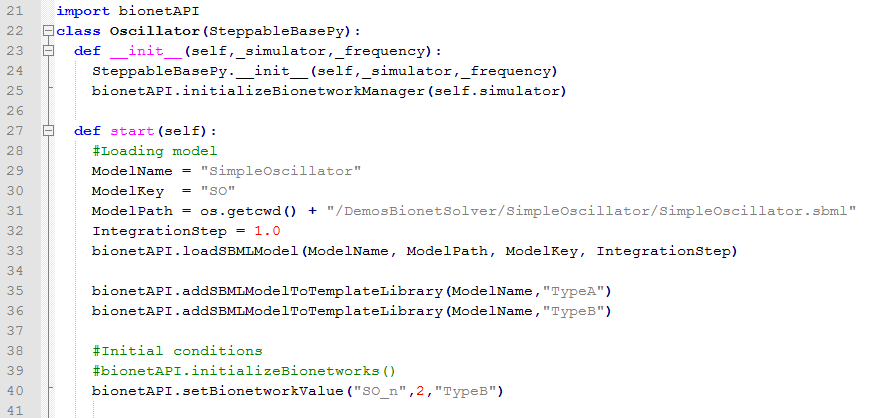 21 import bionetAPI
22 class Oscillator(SteppableBasePy):
23   def __init__(self,_simulator,_frequency):
24     SteppableBasePy.__init__(self,_simulator,_frequency)
25     bionetAPI.initializeBionetworkManager(self.simulator)
26
27   def start(self):
28     #Loading model
29     ModelName = "SimpleOscillator"
30     ModelKey  = "SO"
31     ModelPath = os.getcwd() + "/DemosBionetSolver/SimpleOscillator/SimpleOscillator.sbml"
32     IntegrationStep = 1.0
33     bionetAPI.loadSBMLModel(ModelName, ModelPath, ModelKey, IntegrationStep)
34
35     bionetAPI.addSBMLModelToTemplateLibrary(ModelName,"TypeA")
36     bionetAPI.addSBMLModelToTemplateLibrary(ModelName,"TypeB")
37
38     #Initial conditions
39     #bionetAPI.initializeBionetworks()
40     bionetAPI.setBionetworkValue("SO_n",2,"TypeB")
41